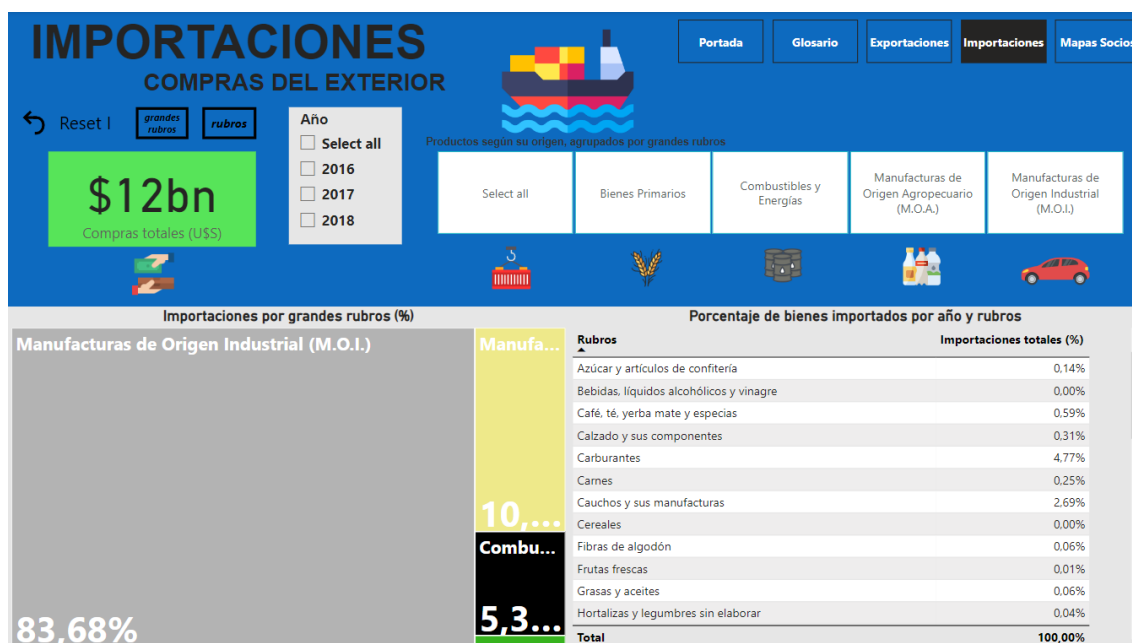 IMPORTACIONES
COMPRAS DEL EXTERIOR
Portada
Glosario
Exportaciones
Importaciones
Mapas Socios
Reset I
grandes
rubros
rubros
Año
Select all
2016
2017
2018
$12bn
Compras totales (U$S)
Productos según su origen, agrupados por grandes rubros
Select all
Bienes Primarios
Combustibles y
Energías
Manufacturas de
Origen Agropecuario
(M.O.A.)
Manufacturas de
Origen Industrial
(M.O.I.)
Importaciones por grandes rubros (%)
Manufacturas de Origen Industrial (M.O.I.)
83,68%
Manufa...
10,...
Combu...
5,3...
Porcentaje de bienes importados por año y rubros
Rubros Importaciones totales (%)
Azúcar y artículos de confitería 0,14%
Bebidas, líquidos alcohólicos y vinagre 0,00%
Café, té, yerba mate y especias 0,59%
Calzado y sus componentes 0,31%
Carburantes 4,77%
Carnes 0,25%
Cauchos y sus manufacturas 2,69%
Cereales 0,00%
Fibras de algodón 0,06%
Frutas frescas 0,01%
Grasas y aceites 0,06%
Hortalizas y legumbres sin elaborar 0,04%
Total 100,00%